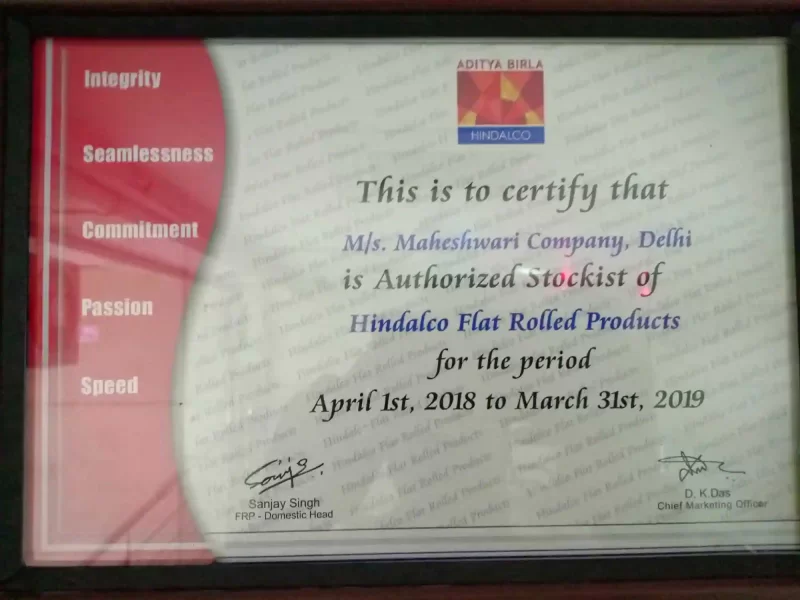 Integrity
Seamlessness
Commitment
Passion
Speed
ADITYA BIRLA
HINDALCO
This is to certify that
M/s. Maheshwari Company, Delhi
is Authorized Stockist of
Hindalco Flat Rolled Products
for the period
April 1st, 2018 to March 31st, 2019
Sanjay Singh
FRP - Domestic Head
D. K.Das
Chief Marketing Officer